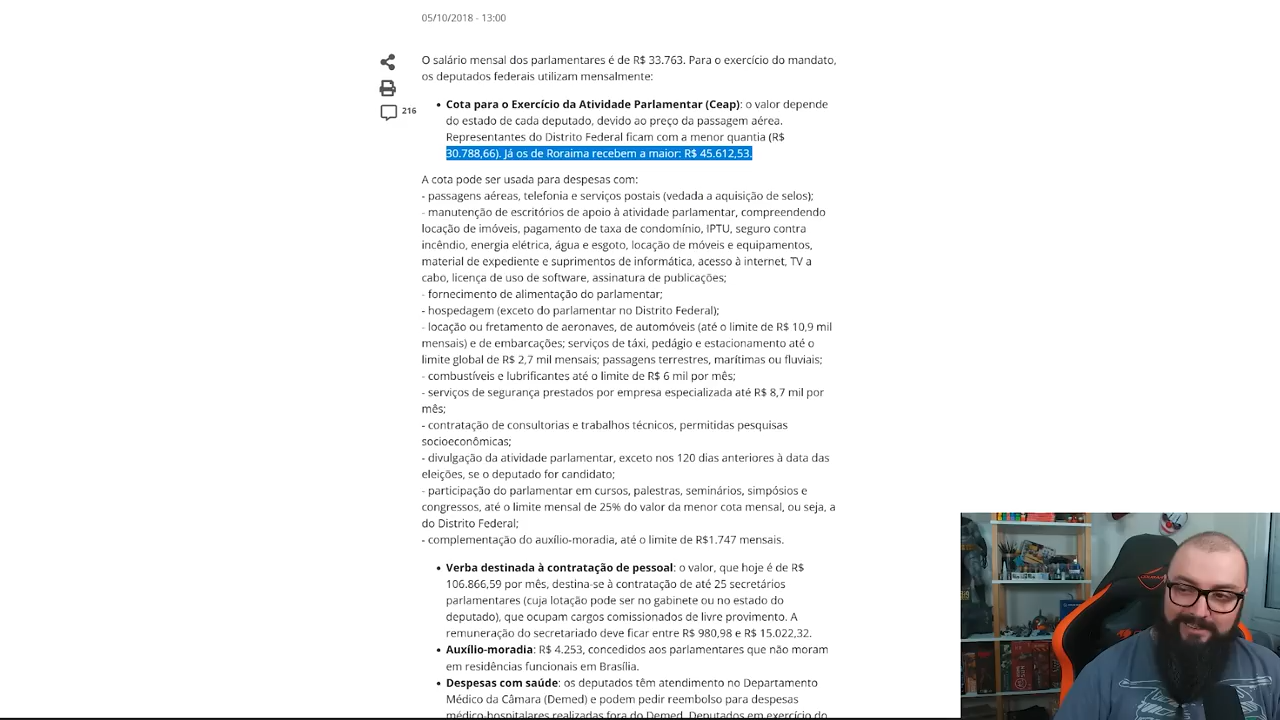 05/10/2018 - 13:00
O salário mensal dos parlamentares é de R$ 33.763. Para o exercício do mandato,
os deputados federais utilizam mensalmente:
216
• Cota para o Exercício da Atividade Parlamentar (Ceap): o valor depende
do estado de cada deputado, devido ao preço da passagem aérea.
Representantes do Distrito Federal ficam com a menor quantia (R$
30.788,66). Já os de Roraima recebem a maior: R$ 45.612,53.
A cota pode ser usada para despesas com:
- passagens aéreas, telefonia e serviços postais (vedada a aquisição de selos);
- manutenção de escritórios de apoio à atividade parlamentar, compreendendo
locação de imóveis, pagamento de taxa de condomínio, IPTU, seguro contra
incêndio, energia elétrica, água e esgoto, locação de móveis e equipamentos,
material de expediente e suprimentos de informática, acesso à internet, TV a
cabo, licença de uso de software, assinatura de publicações;
- fornecimento de alimentação do parlamentar;
- hospedagem (exceto do parlamentar no Distrito Federal);
- locação ou fretamento de aeronaves, de automóveis (até o limite de R$ 10,9 mil
mensais) e de embarcações; serviços de táxi, pedágio e estacionamento até o
limite global de R$ 2,7 mil mensais; passagens terrestres, marítimas ou fluviais;
- combustíveis e lubrificantes até o limite de R$ 6 mil por mês;
- serviços de segurança prestados por empresa especializada até R$ 8,7 mil por
mês;
- contratação de consultorias e trabalhos técnicos, permitidas pesquisas
socioeconômicas;
- divulgação da atividade parlamentar, exceto nos 120 dias anteriores à data das
eleições, se o deputado for candidato;
- participação do parlamentar em cursos, palestras, seminários, simpósios e
congressos, até o limite mensal de 25% do valor da menor cota mensal, ou seja, a
do Distrito Federal;
- complementação do auxílio-moradia, até o limite de R$1.747 mensais.
• Verba destinada à contratação de pessoal: o valor, que hoje é de R$
106.866,59 por mês, destina-se à contratação de até 25 secretários
parlamentares (cuja lotação pode ser no gabinete ou no estado do
deputado), que ocupam cargos comissionados de livre provimento. A
remuneração do secretariado deve ficar entre R$ 980,98 e R$ 15.022,32.
• Auxílio-moradia: R$ 4.253, concedidos aos parlamentares que não moram
em residências funcionais em Brasília.
• Despesas com saúde: os deputados têm atendimento no Departamento
Médico da Câmara (Demed) e podem pedir reembolso para despesas
médico-hospitalares realizadas fora do Demed. Deputados em exercício do